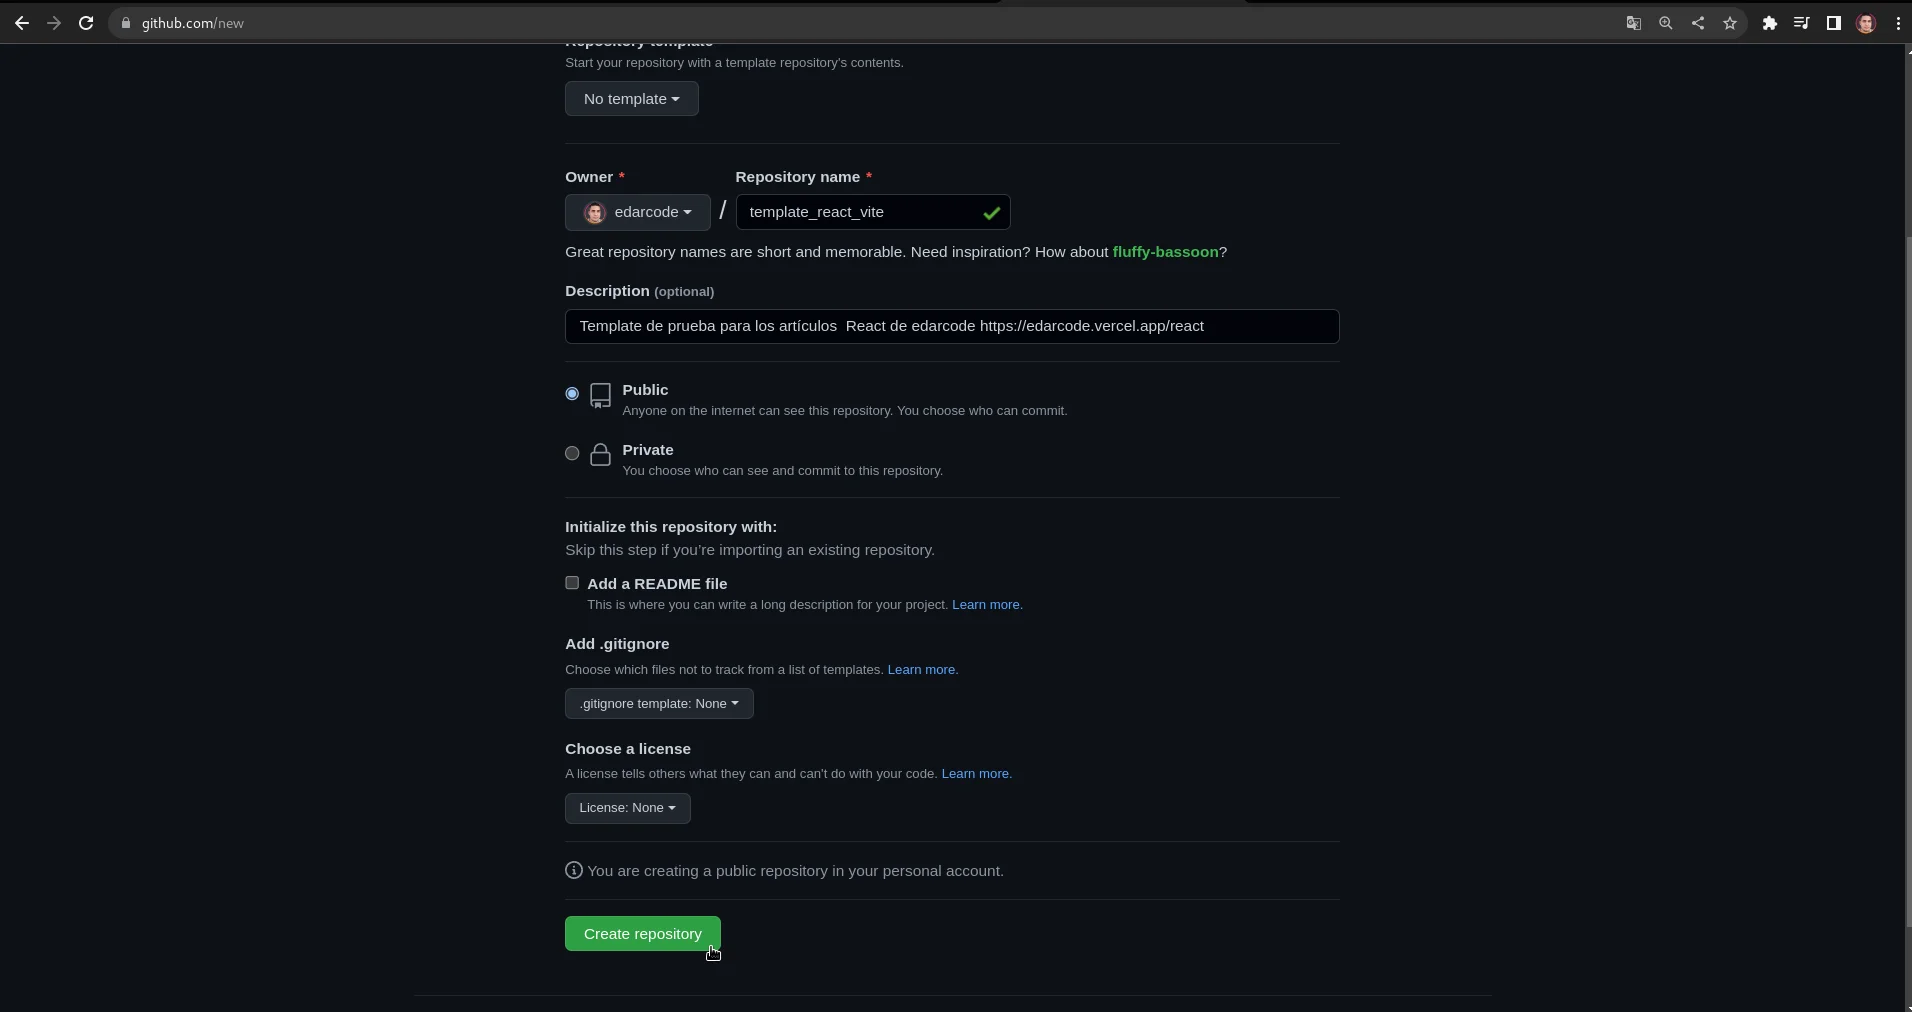 github.com/new
Repository template
Start your repository with a template repository's contents.
No template
Owner * Repository name *
edarcode / template_react_vite
Great repository names are short and memorable. Need inspiration? How about fluffy-bassoon?
Description (optional)
Template de prueba para los artículos  React de edarcode https://edarcode.vercel.app/react
Public
Anyone on the internet can see this repository. You choose who can commit.
Private
You choose who can see and commit to this repository.
Initialize this repository with:
Skip this step if you're importing an existing repository.
Add a README file
This is where you can write a long description for your project. Learn more.
Add .gitignore
Choose which files not to track from a list of templates. Learn more.
.gitignore template: None
Choose a license
A license tells others what they can and can't do with your code. Learn more.
License: None
You are creating a public repository in your personal account.
Create repository